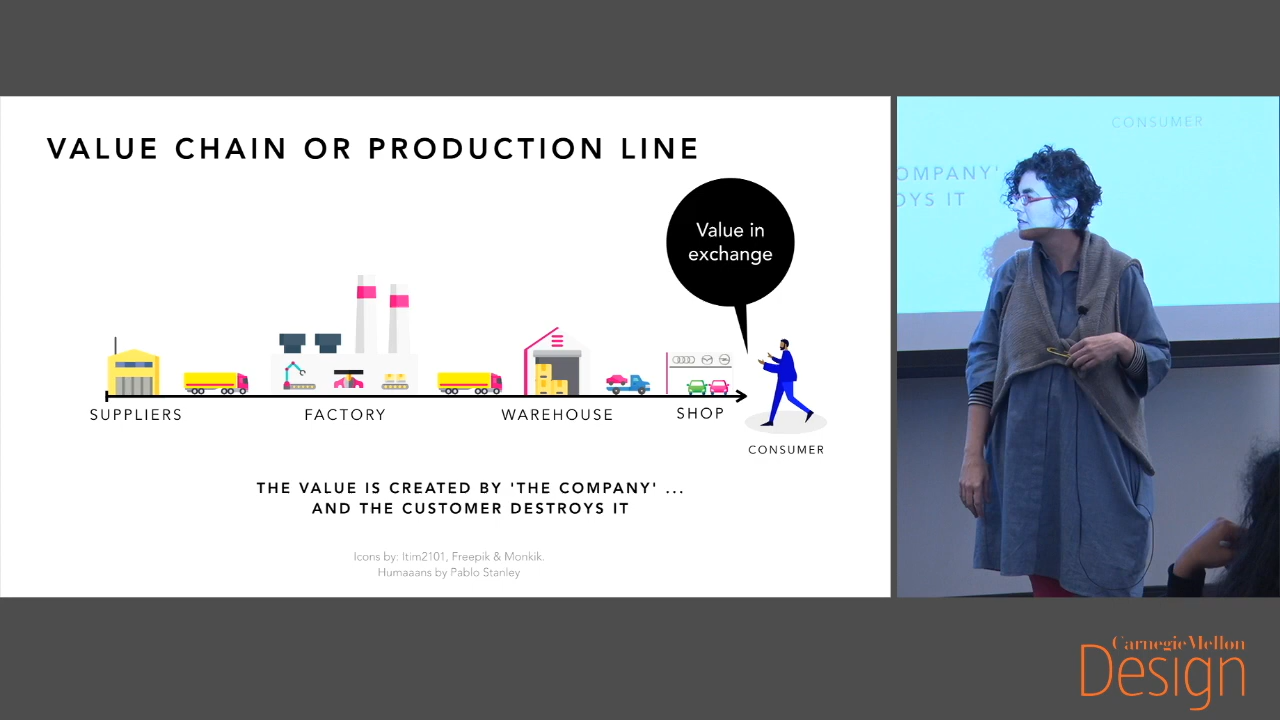 VALUE CHAIN OR PRODUCTION LINE
Value in
exchange
SUPPLIERS
FACTORY
WAREHOUSE
SHOP
CONSUMER
THE VALUE IS CREATED BY 'THE COMPANY' ...
AND THE CUSTOMER DESTROYS IT
Icons by: Itim2101, Freepik & Monkik.
Humaaans by Pablo Stanley
CONSUMER
OMPANY'
OYS IT
Carnegie Mellon
Design